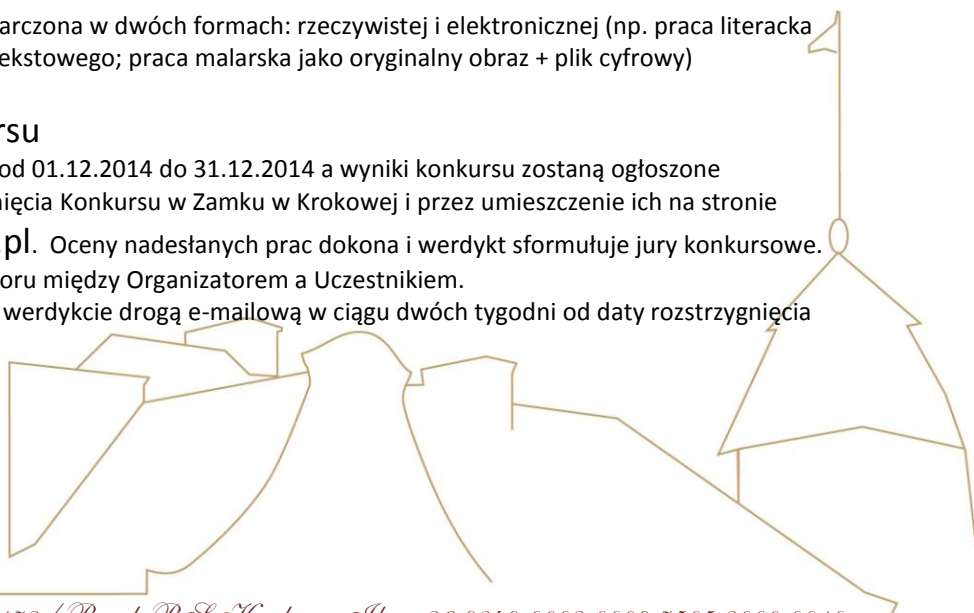 arczona w dwóch formach: rzeczywistej i elektronicznej (np. praca literacka
ekstowego; praca malarska jako oryginalny obraz + plik cyfrowy)
rsu
od 01.12.2014 do 31.12.2014 a wyniki konkursu zostaną ogłoszone
nięcia Konkursu w Zamku w Krokowej i przez umieszczenie ich na stronie
.pl. Oceny nadesłanych prac dokona i werdykt sformułuje jury konkursowe.
oru między Organizatorem a Uczestnikiem.
werdykcie drogą e-mailową w ciągu dwóch tygodni od daty rozstrzygnięcia